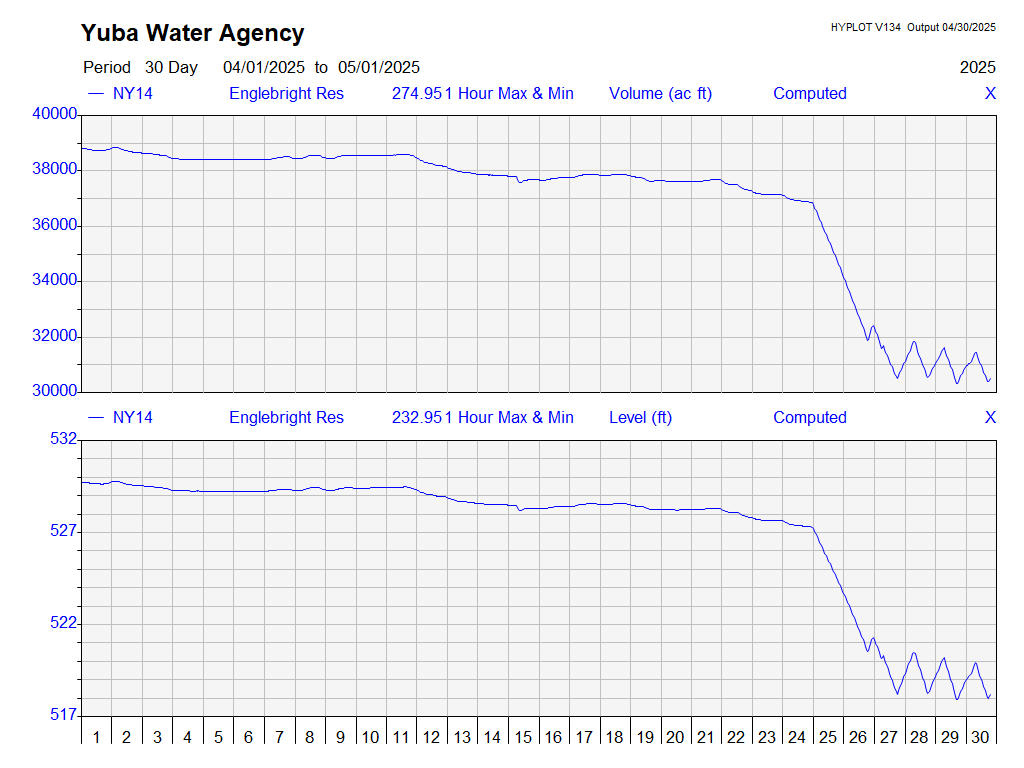 Yuba Water Agency
HYPLOT V134 Output 04/30/2025
Period 30 Day 04/01/2025 to 05/01/2025 2025
NY14 Englebright Res 274.951 Hour Max & Min Volume (ac ft) Computed X
40000
38000
36000
34000
32000
30000
NY14 Englebright Res 232.951 Hour Max & Min Level (ft) Computed X
532
527
522
517
1 2 3 4 5 6 7 8 9 10 11 12 13 14 15 16 17 18 19 20 21 22 23 24 25 26 27 28 29 30